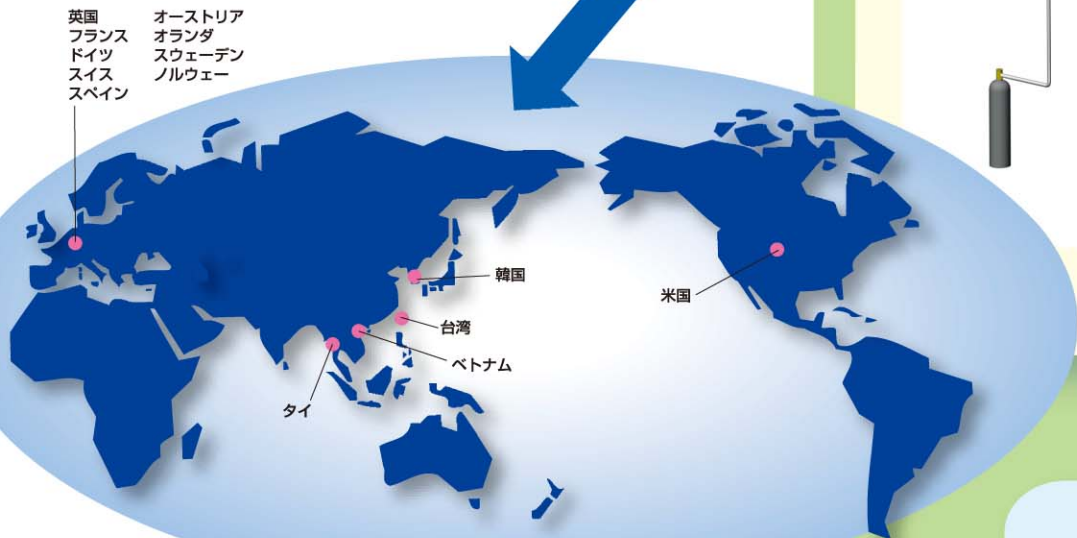 英国
フランス
ドイツ
スイス
スペイン
オーストリア
オランダ
スウェーデン
ノルウェー
韓国
米国
台湾
ベトナム
タイ